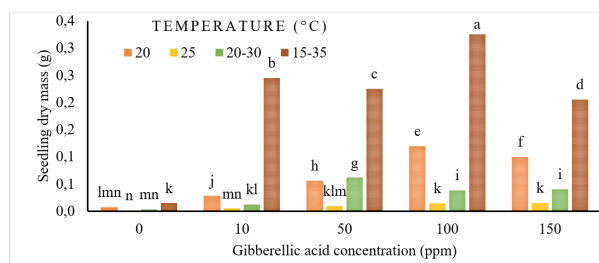 TEMPERATURE (°C)
20 25 20-30 15-35
Seedling dry mass (g)
0,4
0,3
0,3
0,2
0,2
0,1
0,1
0,0
lmn n mn k
j mn kl b
h klm g c
e k i a
f k i d
0 10 50 100 150
Gibberellic acid concentration (ppm)